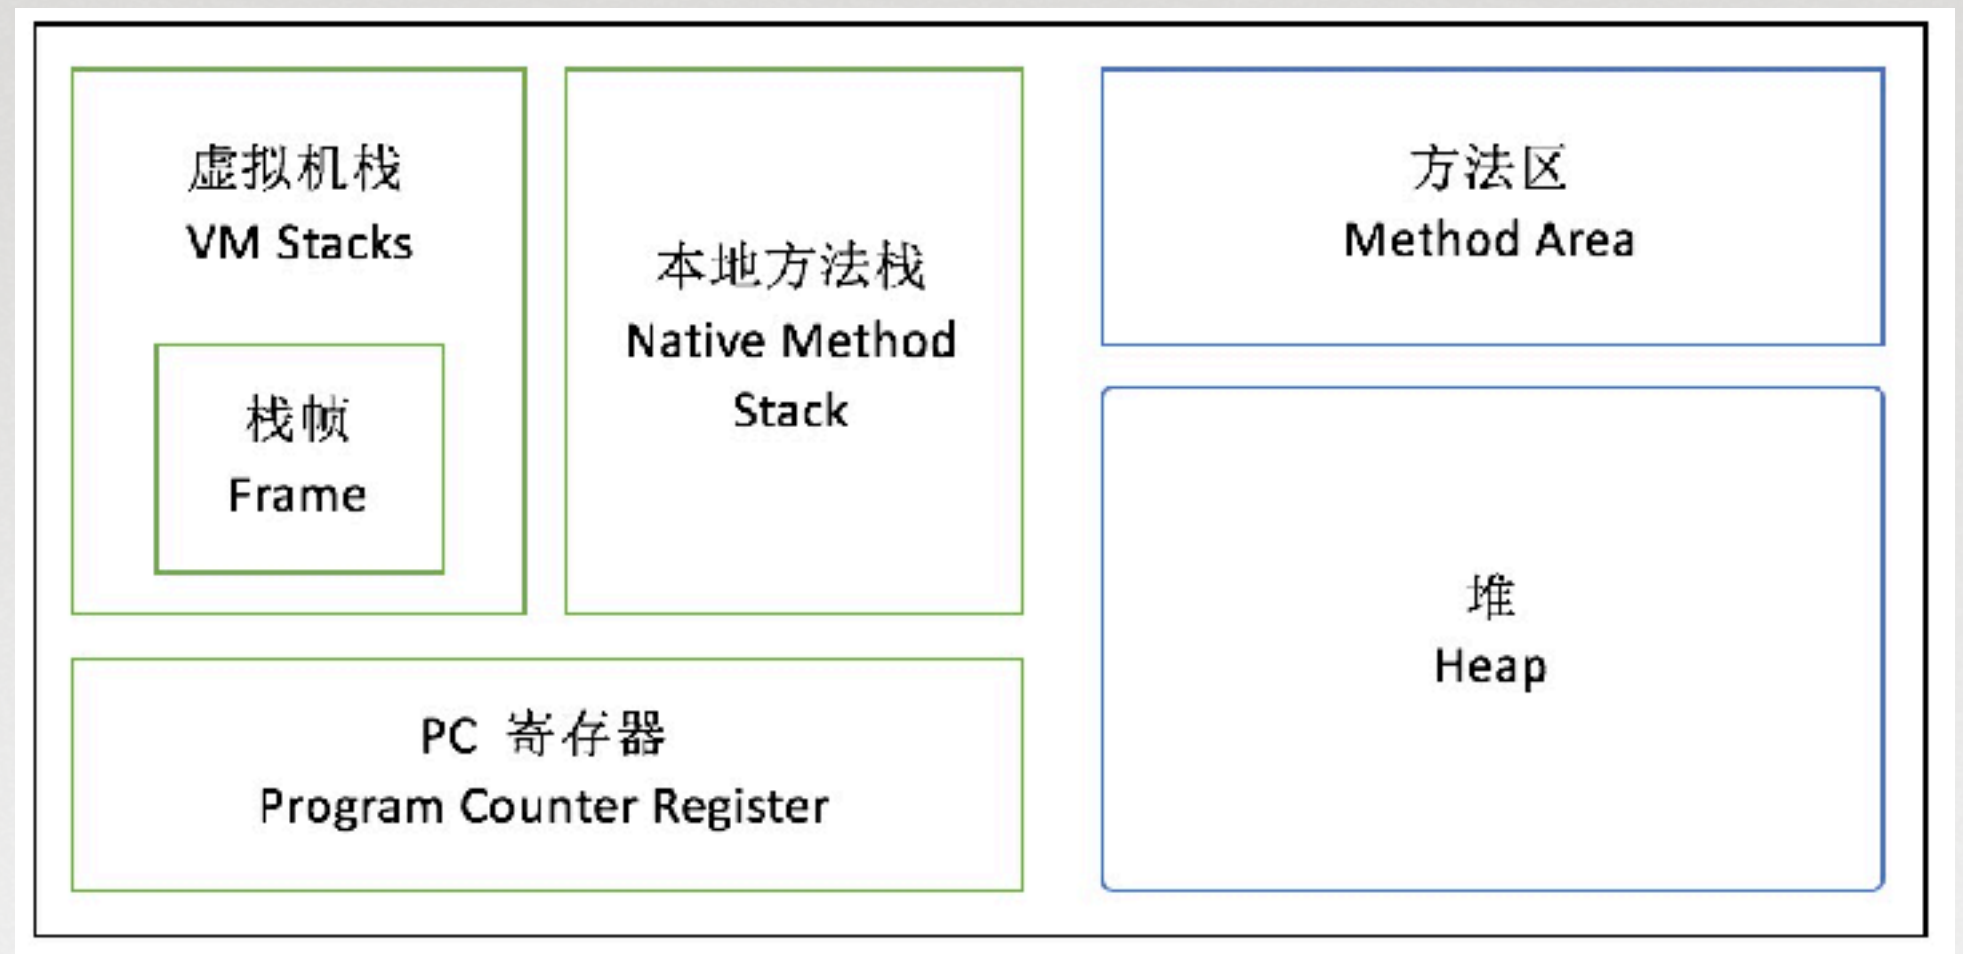 虚拟机栈
VM Stacks
栈帧
Frame
本地方法栈
Native Method
Stack
PC 寄存器
Program Counter Register
方法区
Method Area
堆
Heap